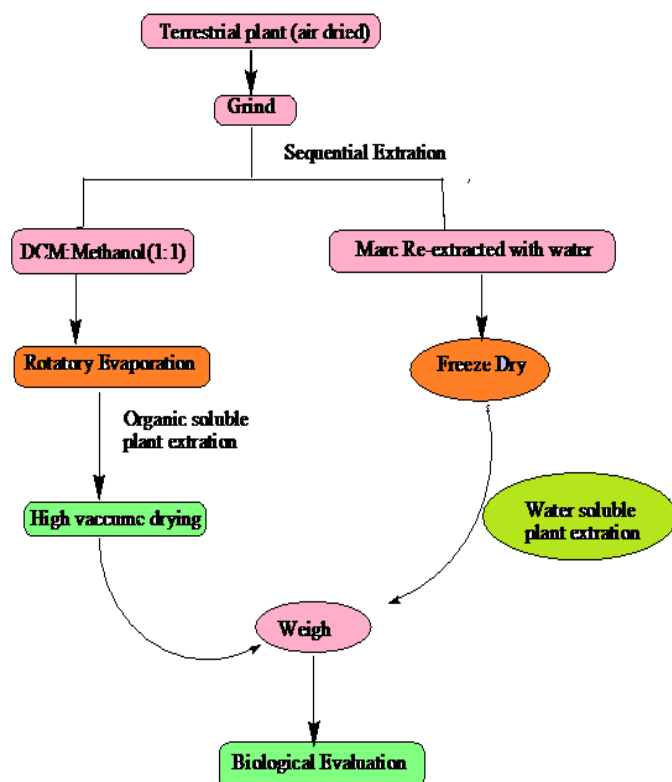 Terrestrial plant (air dried)
Grind
Sequential Extration
DCM:Methanol(1:1)
Marc Re-extracted with water
Rotatory Evaporation
Freeze Dry
Organic soluble
plant extration
High vaccume drying
Water soluble
plant extration
Weigh
Biological Evaluation